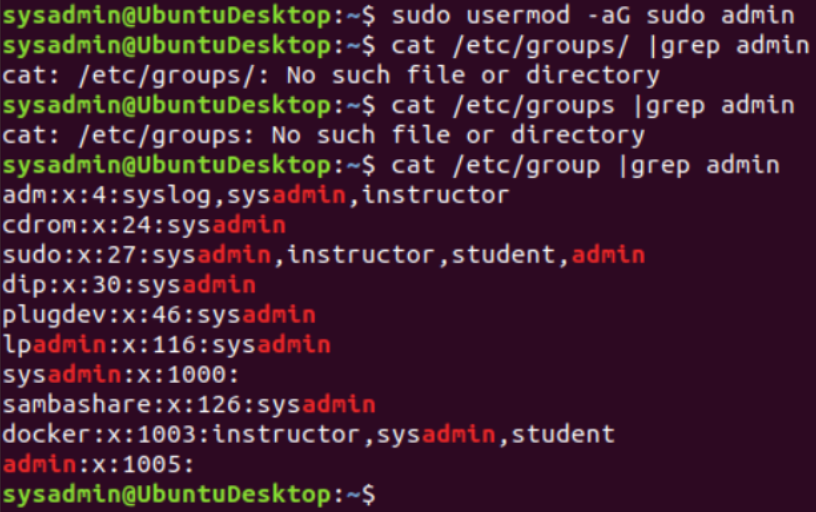 sysadmin@UbuntuDesktop:~$ sudo usermod -aG sudo admin
sysadmin@UbuntuDesktop:~$ cat /etc/groups/ |grep admin
cat: /etc/groups/: No such file or directory
sysadmin@UbuntuDesktop:~$ cat /etc/groups |grep admin
cat: /etc/groups: No such file or directory
sysadmin@UbuntuDesktop:~$ cat /etc/group |grep admin
adm:x:4:syslog,sysadmin,instructor
cdrom:x:24:sysadmin
sudo:x:27:sysadmin,instructor,student,admin
dip:x:30:sysadmin
plugdev:x:46:sysadmin
lpadmin:x:116:sysadmin
sysadmin:x:1000:
sambashare:x:126:sysadmin
docker:x:1003:instructor,sysadmin,student
admin:x:1005:
sysadmin@UbuntuDesktop:~$